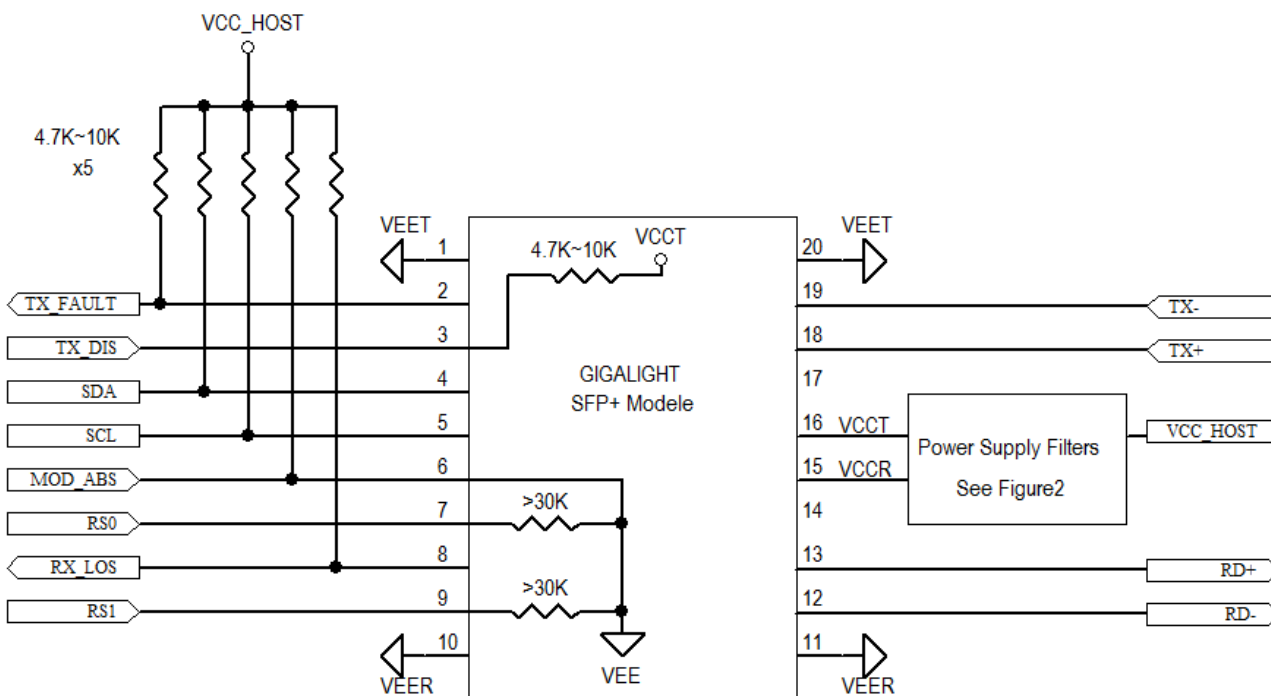 VCC_HOST
4.7K~10K
x5
VEET
1
4.7K~10K
VCCT
20
VEET
TX_FAULT
2
19
TX-
TX_DIS
3
18
TX+
SDA
4
GIGALIGHT
SFP+ Modele
17
SCL
5
16
VCCT
Power Supply Filters
See Figure2
VCC_HOST
MOD_ABS
6
15
VCCR
RS0
7
>30K
14
RX_LOS
8
13
RD+
RS1
9
>30K
12
RD-
10
VEER
VEE
11
VEER